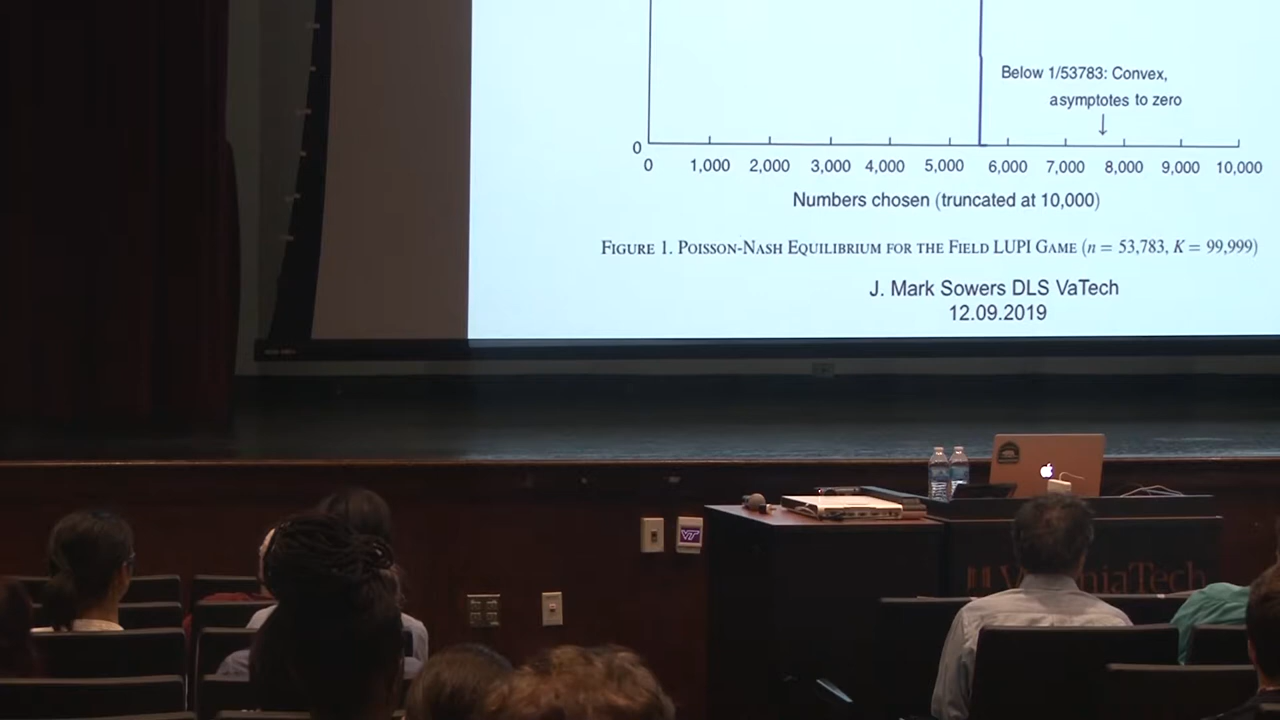 Below 1/53783: Convex,
asymptotes to zero
0
0 1,000 2,000 3,000 4,000 5,000 6,000 7,000 8,000 9,000 10,000
Numbers chosen (truncated at 10,000)
FIGURE 1. POISSON-NASH EQUILIBRIUM FOR THE FIELD LUPI GAME (n = 53,783, K = 99,999)
J. Mark Sowers DLS VaTech
12.09.2019
VT
VirginiaTech